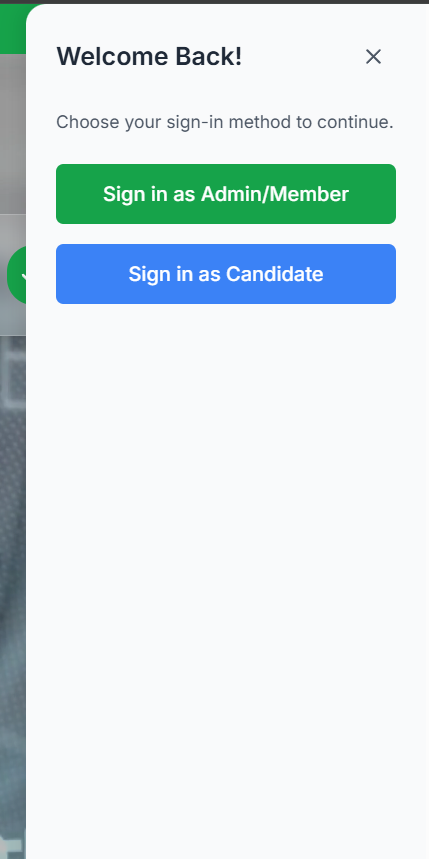 Welcome Back!
Choose your sign-in method to continue.
Sign in as Admin/Member
Sign in as Candidate